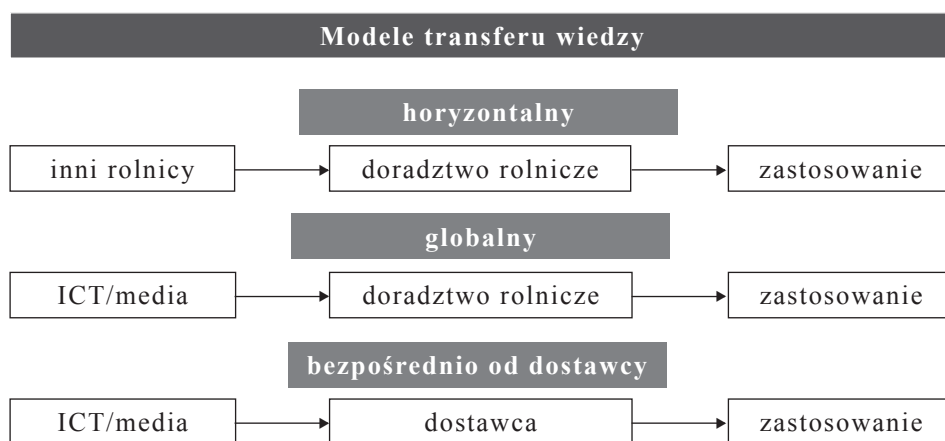 Modele transferu wiedzy
horyzontalny
inni rolnicy doradztwo rolnicze zastosowanie
globalny
ICT/media doradztwo rolnicze zastosowanie
bezpośrednio od dostawcy
ICT/media dostawca zastosowanie